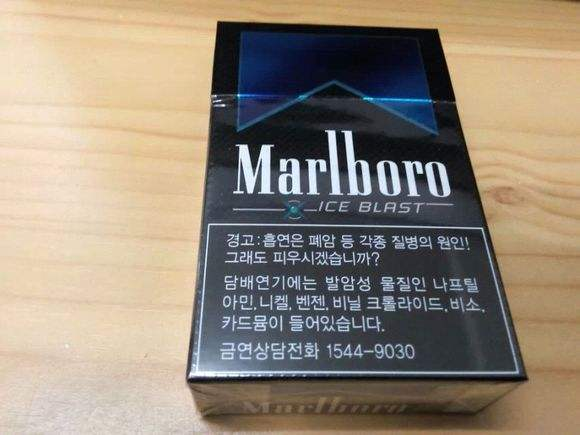 Marlboro
ICE BLAST
경고: 흡연은 폐암 등 각종 질병의 원인!
그래도 피우시겠습니까?
담배연기에는 발암성 물질인 나프틸
아민, 니켈, 벤젠, 비닐 크롤라이드, 비소,
카드뮴이 들어있습니다.
금연상담전화 1544-9030
Marlboro